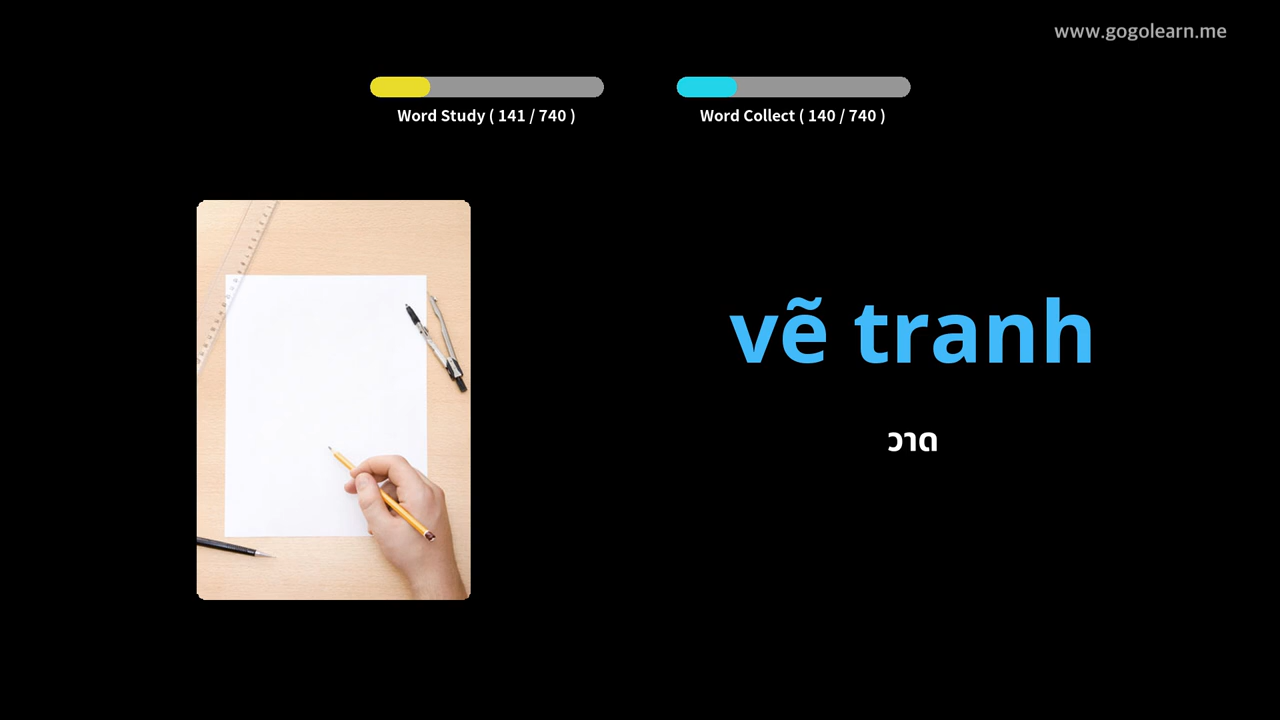 www.gogolearn.me
Word Study ( 141 / 740 )
Word Collect ( 140 / 740 )
vẽ tranh
วาด